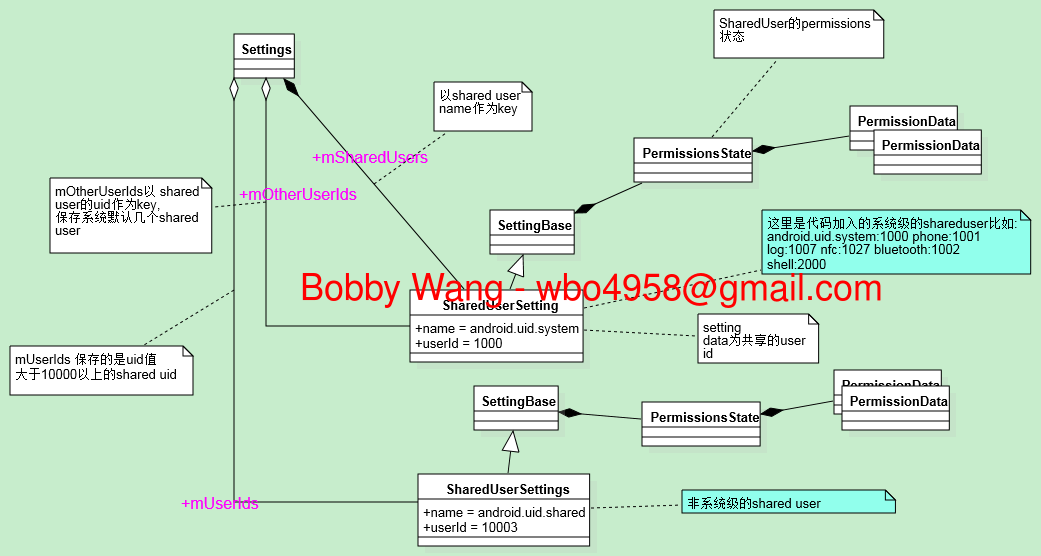 SharedUser的permissions
状态
Settings
以shared user
name作为key
PermissionData
PermissionData
PermissionsState
+mSharedUsers
+mOtherUserIds
mOtherUserIds以 shared
user的uid作为key,
保存系统默认几个shared
user
SettingBase
这里是代码加入的系统级的shareduser比如:
android.uid.system:1000 phone:1001
log:1007 nfc:1027 bluetooth:1002
shell:2000
Bobby Wang - wbo4958@gmail.com
SharedUserSetting
+name = android.uid.system
+userId = 1000
setting
data为共享的user
id
mUserIds 保存的是uid值
大于10000以上的shared uid
SettingBase
PermissionData
PermissionData
PermissionsState
SharedUserSettings
+name = android.uid.shared
+userId = 10003
+mUserIds
非系统级的shared user